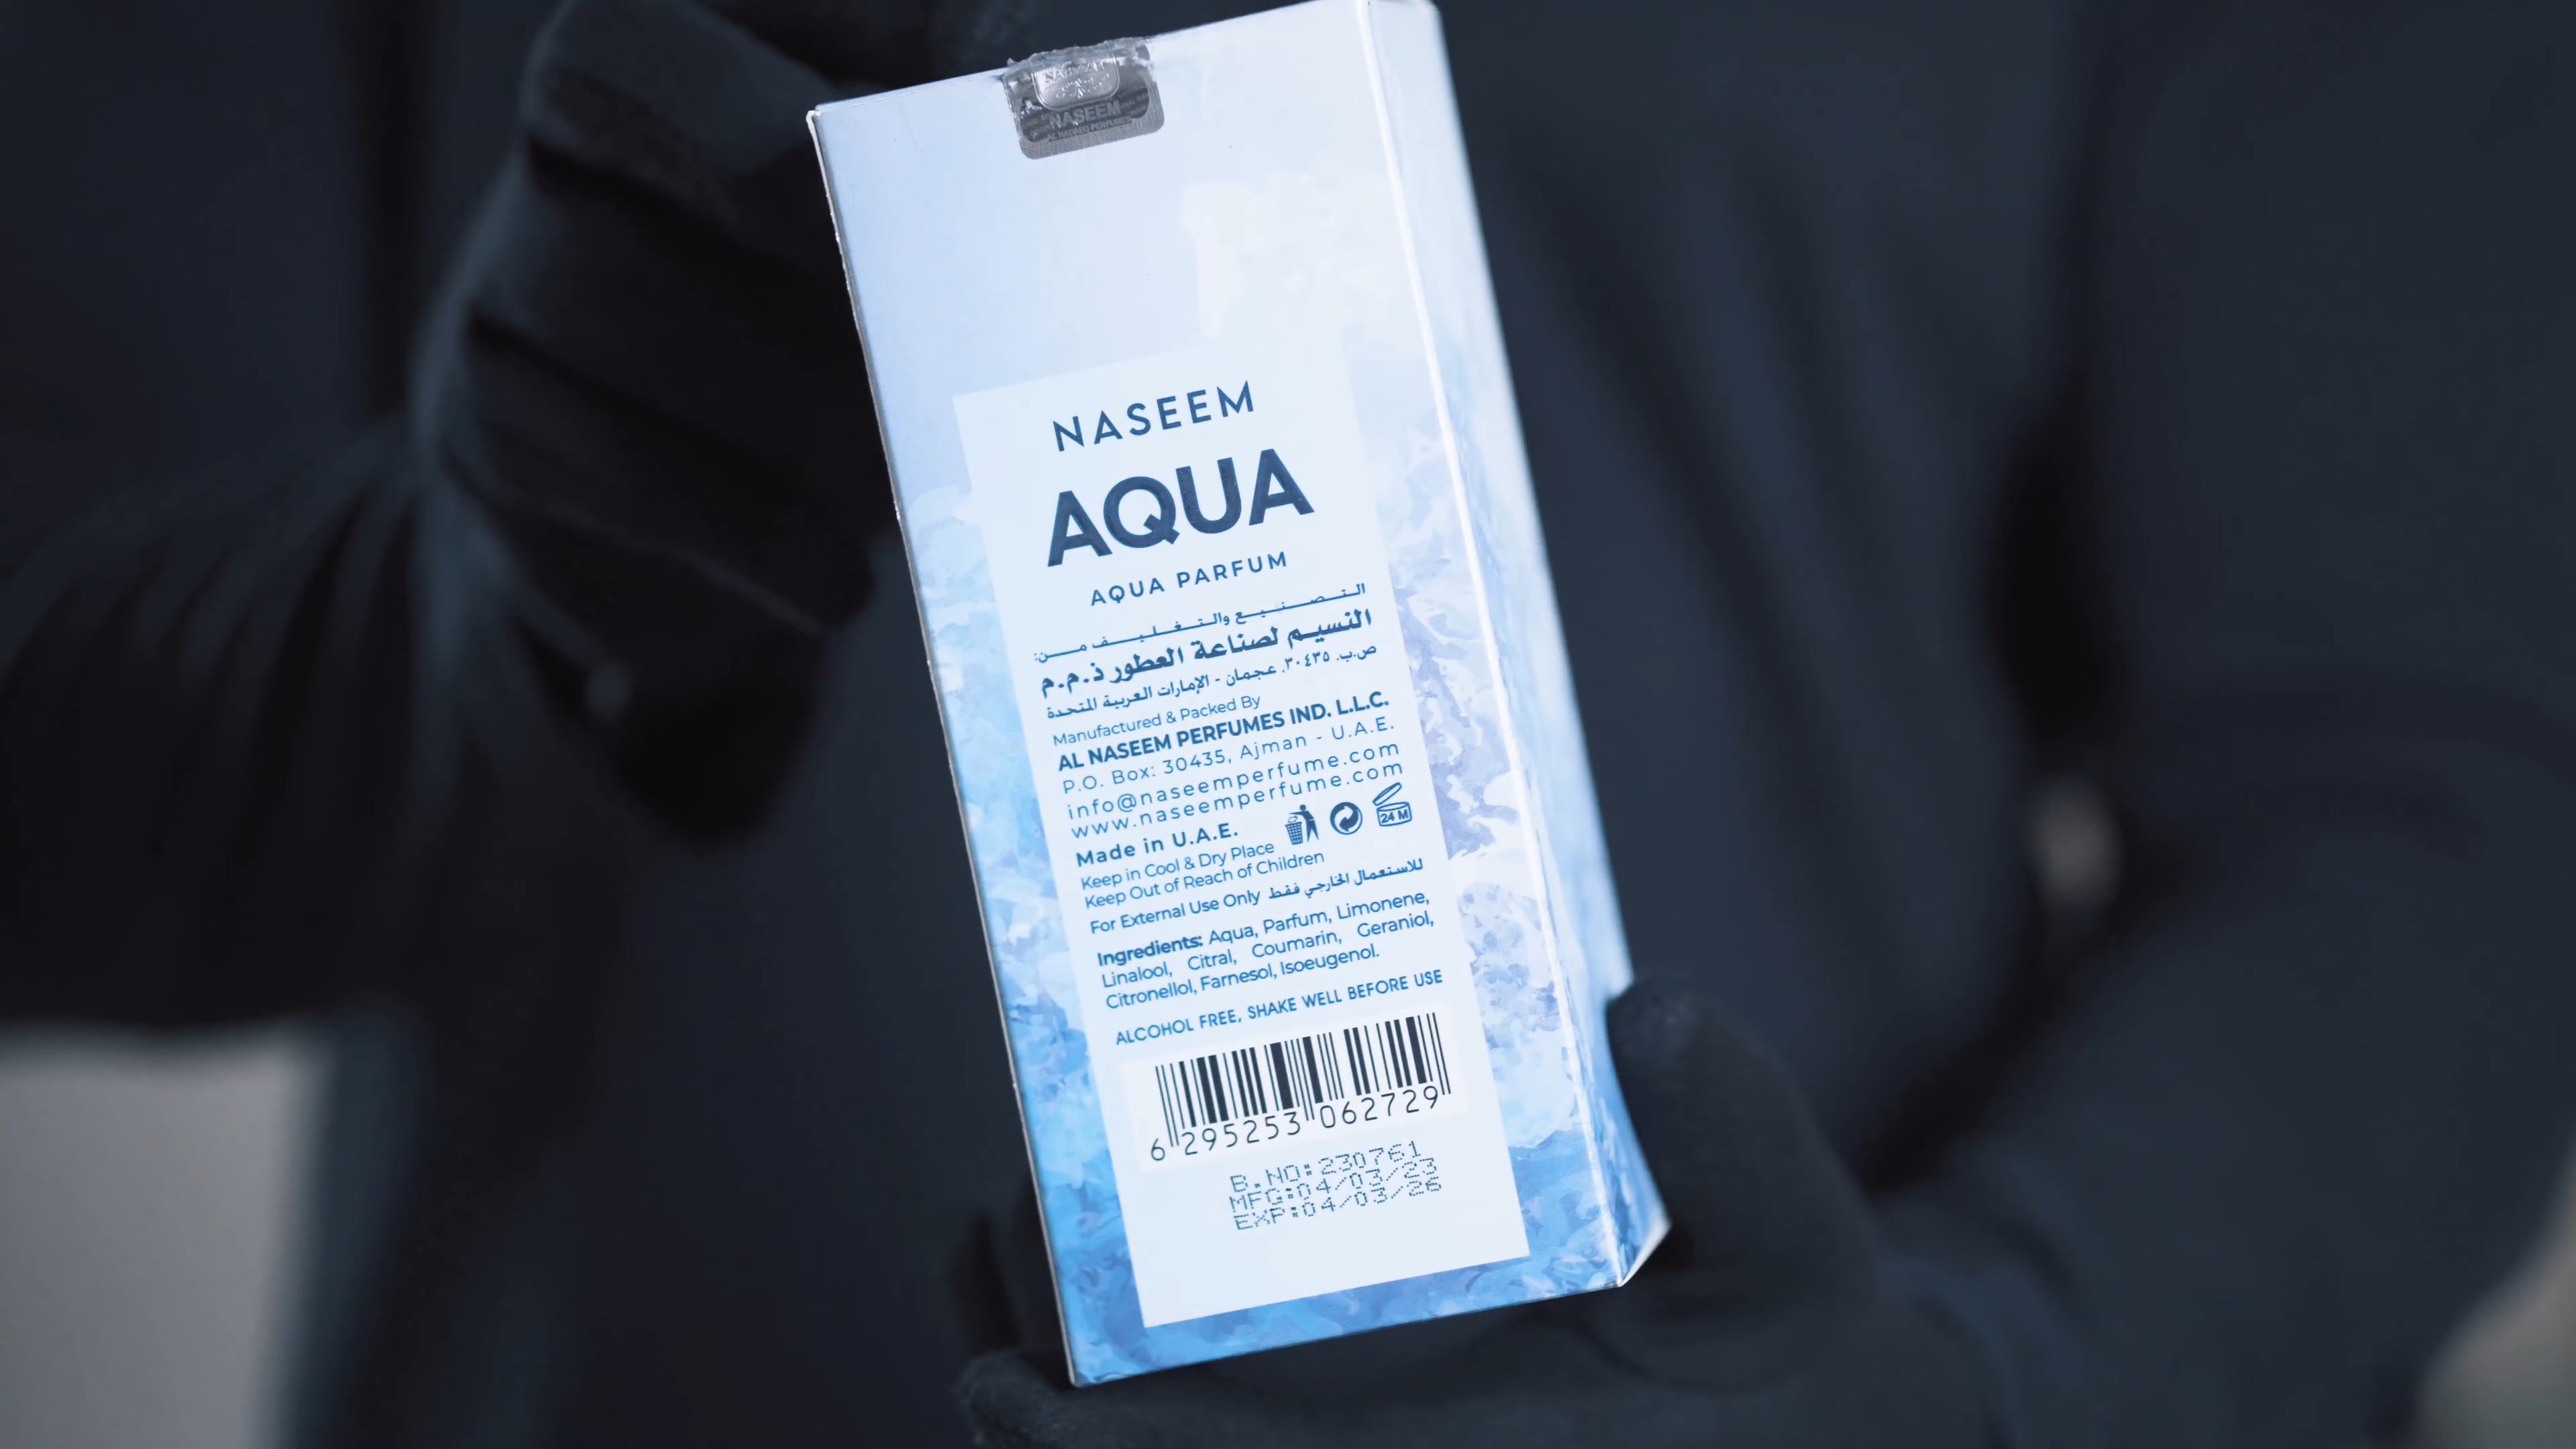 NASEEM
NASEEM
AQUA
AQUA PARFUM
التصنيع والتغليف من:
النسيم لصناعة العطور ذ.م.م
ص.ب. ٣٠٤٣٥. عجمان - الإمارات العربية المتحدة
Manufactured & Packed By
AL NASEEM PERFUMES IND. L.L.C.
P.O. Box: 30435, Ajman - U.A.E.
info@naseemperfume.com
www.naseemperfume.com
Made in U.A.E.
24 M
Keep in Cool & Dry Place
Keep Out of Reach of Children
For External Use Only للاستعمال الخارجي فقط
Ingredients: Aqua, Parfum, Limonene,
Linalool, Citral, Coumarin, Geraniol,
Citronellol, Farnesol, Isoeugenol.
ALCOHOL FREE, SHAKE WELL BEFORE USE
6 295253 062729
B.NO:230761
MFG:04/03/23
EXP:04/03/26